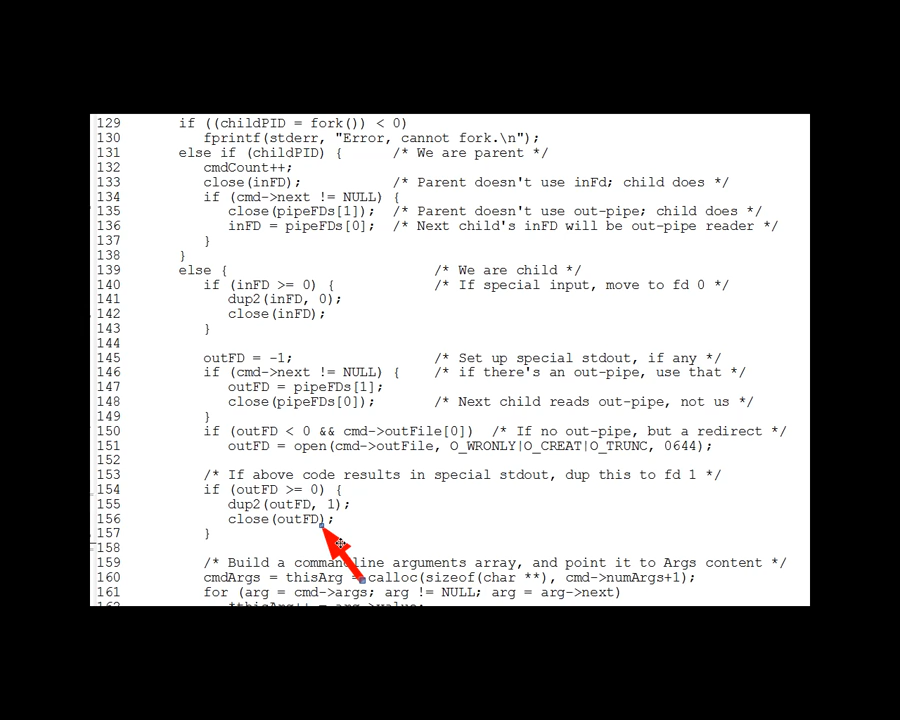 129 if ((childPID = fork()) < 0)
130 fprintf(stderr, "Error, cannot fork.\n");
131 else if (childPID) { /* We are parent */
132 cmdCount++;
133 close(inFD); /* Parent doesn't use inFd; child does */
134 if (cmd->next != NULL) {
135 close(pipeFDs[1]); /* Parent doesn't use out-pipe; child does */
136 inFD = pipeFDs[0]; /* Next child's inFD will be out-pipe reader */
137 }
138 }
139 else { /* We are child */
140 if (inFD >= 0) { /* If special input, move to fd 0 */
141 dup2(inFD, 0);
142 close(inFD);
143 }
144
145 outFD = -1; /* Set up special stdout, if any */
146 if (cmd->next != NULL) { /* if there's an out-pipe, use that */
147 outFD = pipeFDs[1];
148 close(pipeFDs[0]); /* Next child reads out-pipe, not us */
149 }
150 if (outFD < 0 && cmd->outFile[0]) /* If no out-pipe, but a redirect */
151 outFD = open(cmd->outFile, O_WRONLY|O_CREAT|O_TRUNC, 0644);
152
153 /* If above code results in special stdout, dup this to fd 1 */
154 if (outFD >= 0) {
155 dup2(outFD, 1);
156 close(outFD);
157 }
158
159 /* Build a commandline arguments array, and point it to Args content */
160 cmdArgs = thisArg = calloc(sizeof(char **), cmd->numArgs+1);
161 for (arg = cmd->args; arg != NULL; arg = arg->next)
162 *thisArg++ = arg->value;